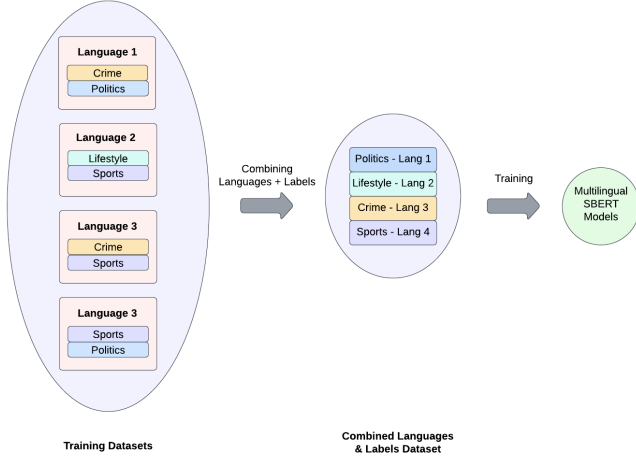 Language 1
Crime
Politics
Language 2
Lifestyle
Sports
Language 3
Crime
Sports
Language 3
Sports
Politics
Training Datasets
Combining
Languages + Labels
Politics - Lang 1
Lifestyle - Lang 2
Crime - Lang 3
Sports - Lang 4
Combined Languages
& Labels Dataset
Training
Multilingual
SBERT
Models